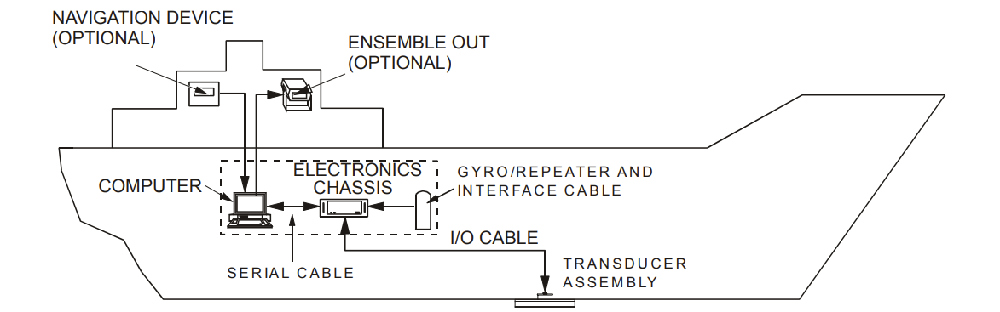 NAVIGATION DEVICE
(OPTIONAL)
ENSEMBLE OUT
(OPTIONAL)
ELECTRONICS
CHASSIS
COMPUTER
GYRO/REPEATER AND
INTERFACE CABLE
I/O CABLE
SERIAL CABLE
TRANSDUCER
ASSEMBLY